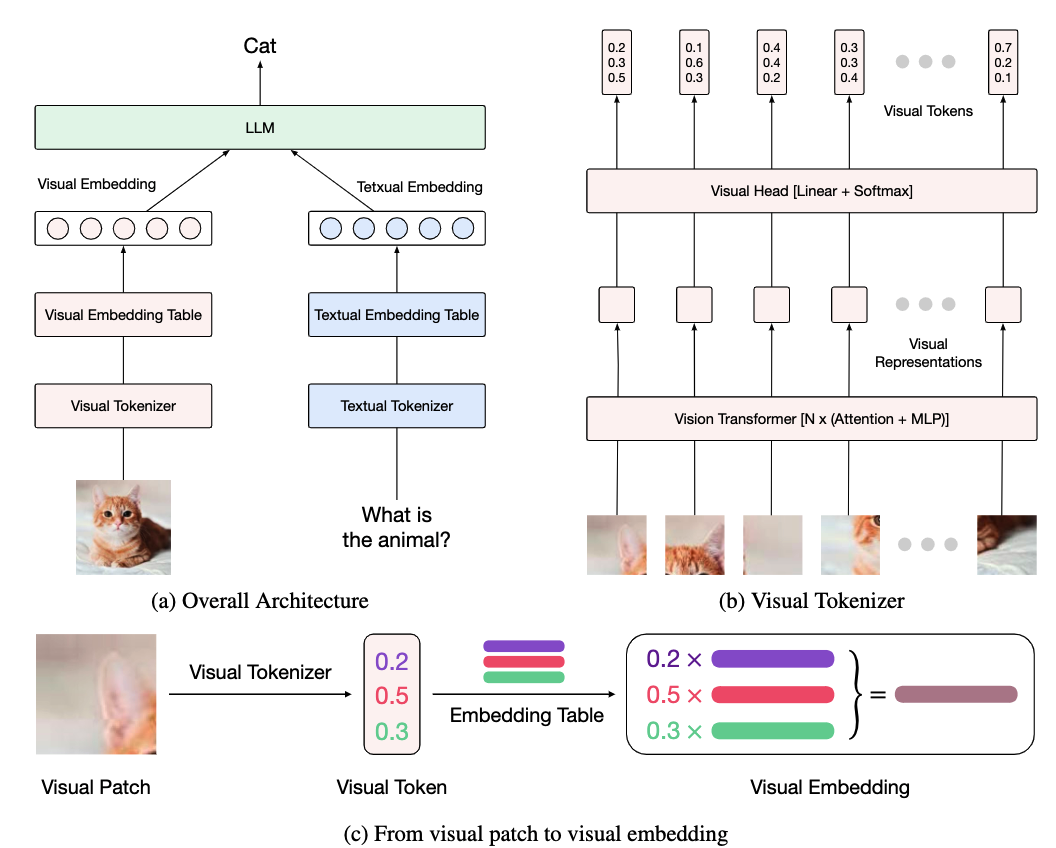 Cat
LLM
Visual Embedding
Tetxual Embedding
Visual Embedding Table
Textual Embedding Table
Visual Tokenizer
Textual Tokenizer
What is
the animal?
(a) Overall Architecture
0.2
0.3
0.5
0.1
0.6
0.3
0.4
0.4
0.2
0.3
0.3
0.4
0.7
0.2
0.1
Visual Tokens
Visual Head [Linear + Softmax]
Visual
Representations
Vision Transformer [N x (Attention + MLP)]
(b) Visual Tokenizer
Visual Patch
Visual Tokenizer
0.2
0.5
0.3
Visual Token
Embedding Table
0.2 ×
0.5 ×
0.3 ×
=
Visual Embedding
(c) From visual patch to visual embedding